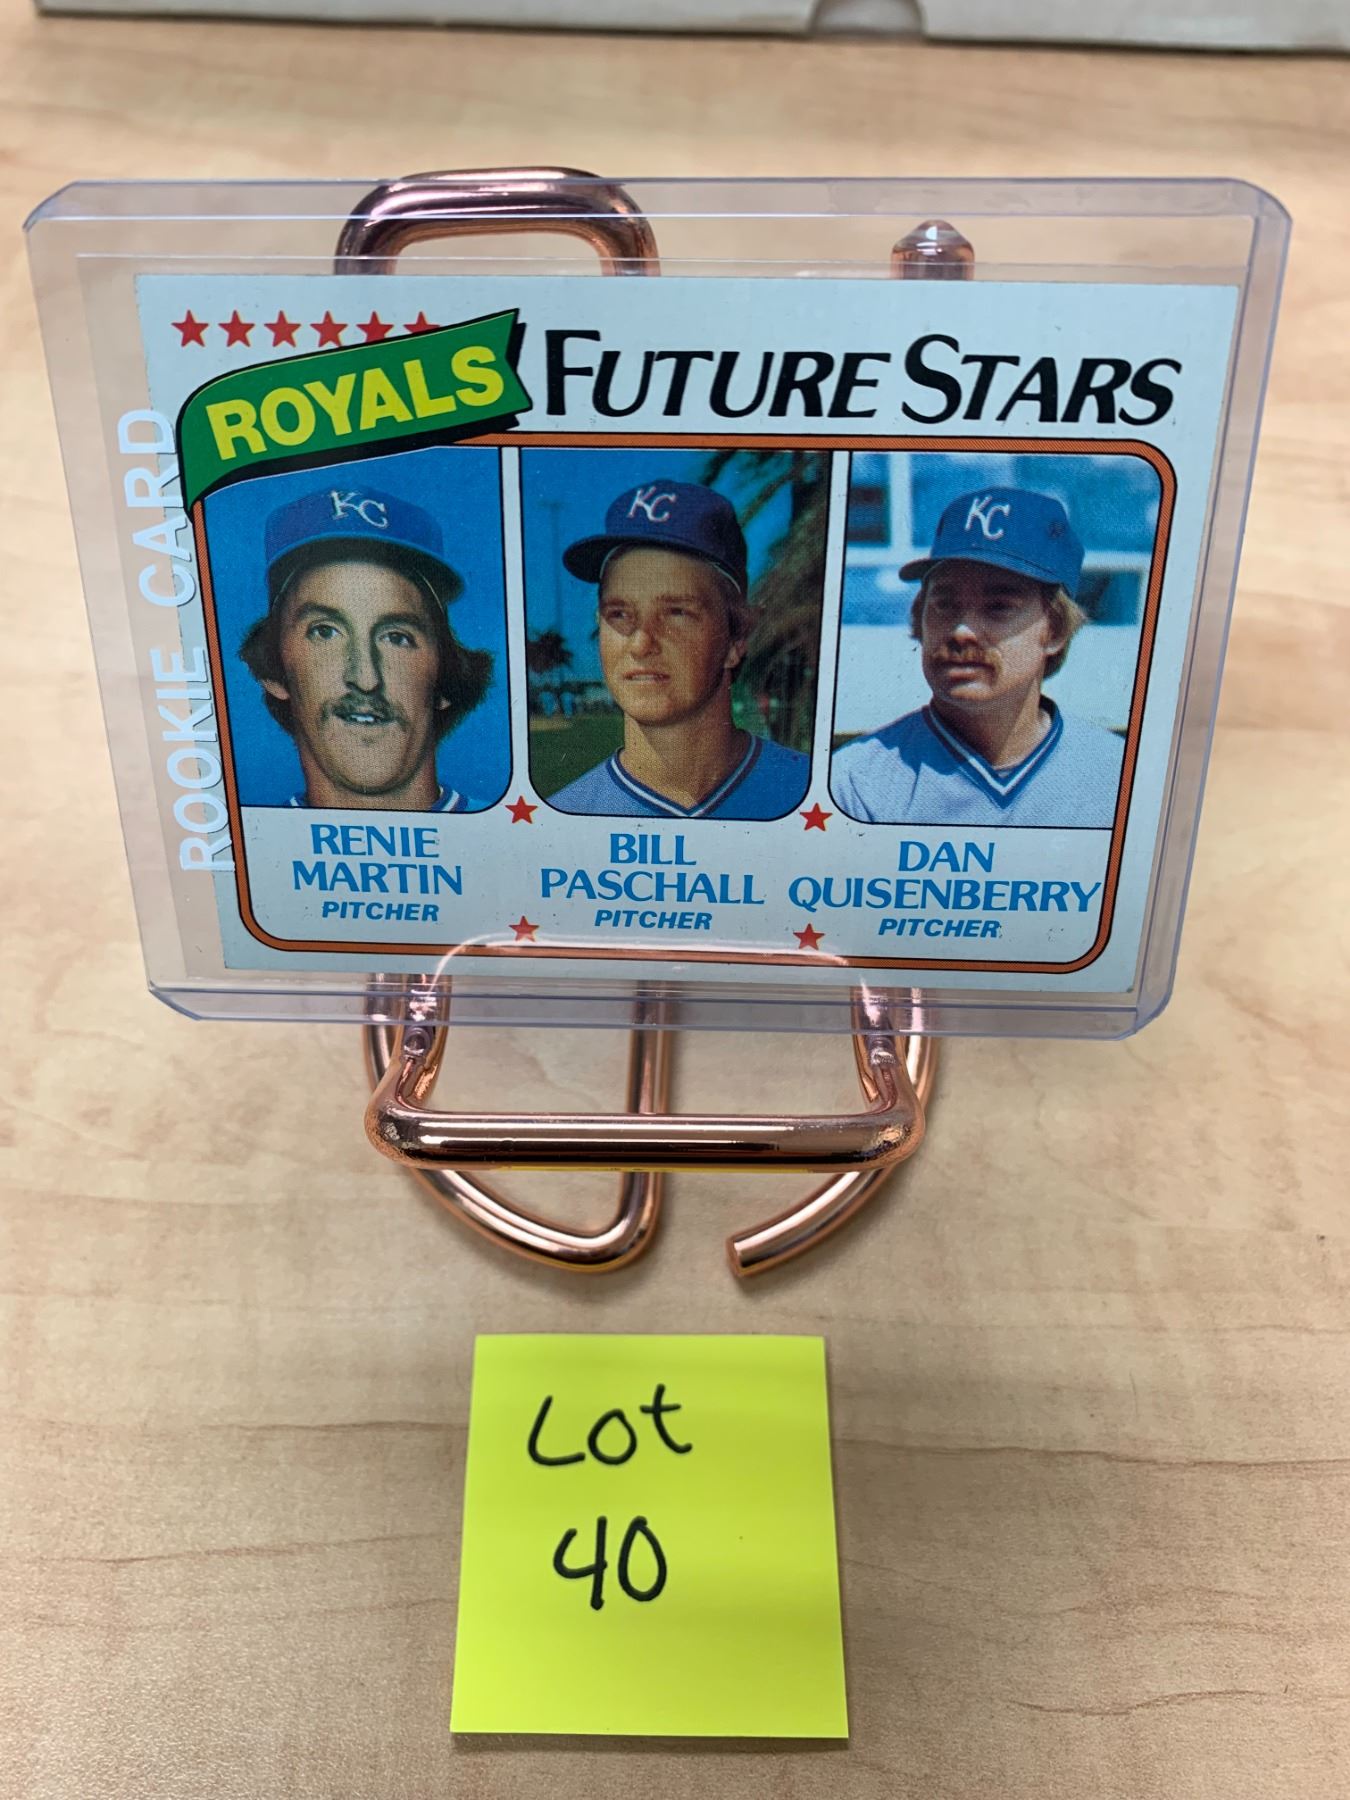 ROYALS FUTURE STARS
ROOKIE CARD
KC
KC
KC
RENIE
MARTIN
PITCHER
BILL
PASCHALL
PITCHER
DAN
QUISENBERRY
PITCHER
Lot
40